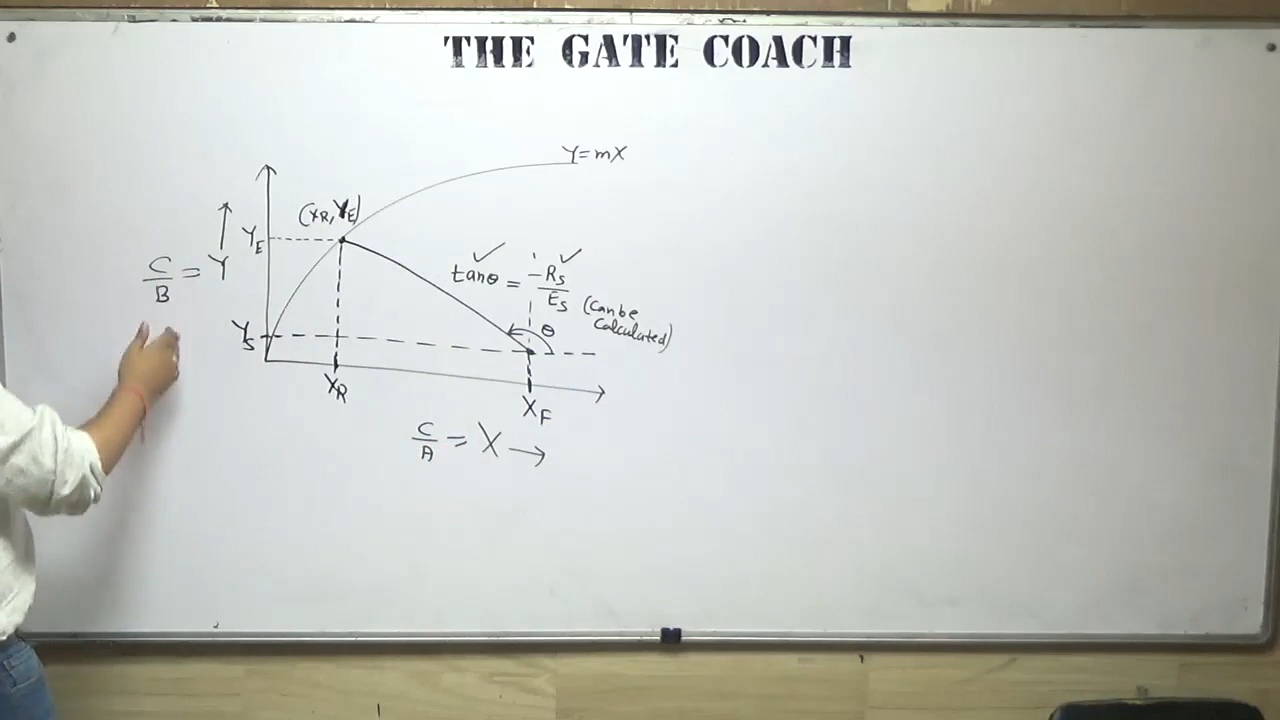 THE GATE COACH
Y=mX
(XR, YE)
YE
C/B = Y
tanθ = -RS/ES (Can be
calculated)
θ
YS
XR
XF
C/A = X →